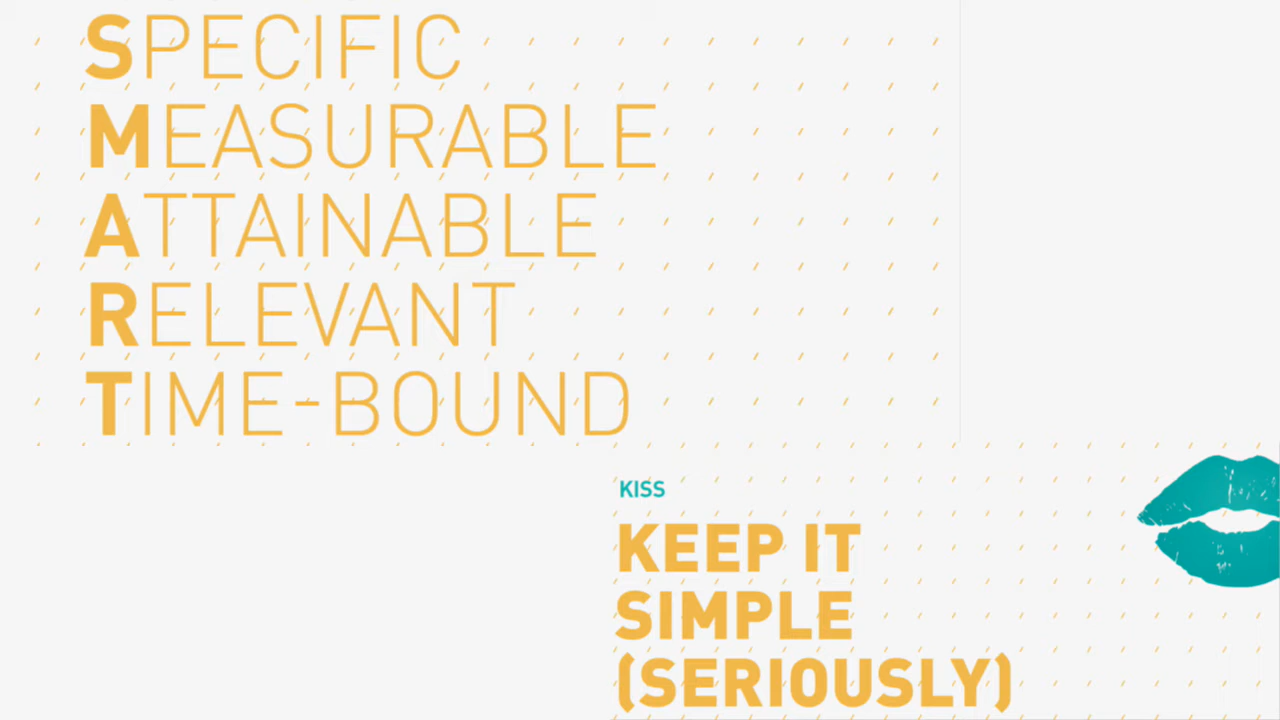 SPECIFIC
MEASURABLE
ATTAINABLE
RELEVANT
TIME-BOUND
KISS
KEEP IT
SIMPLE
(SERIOUSLY)